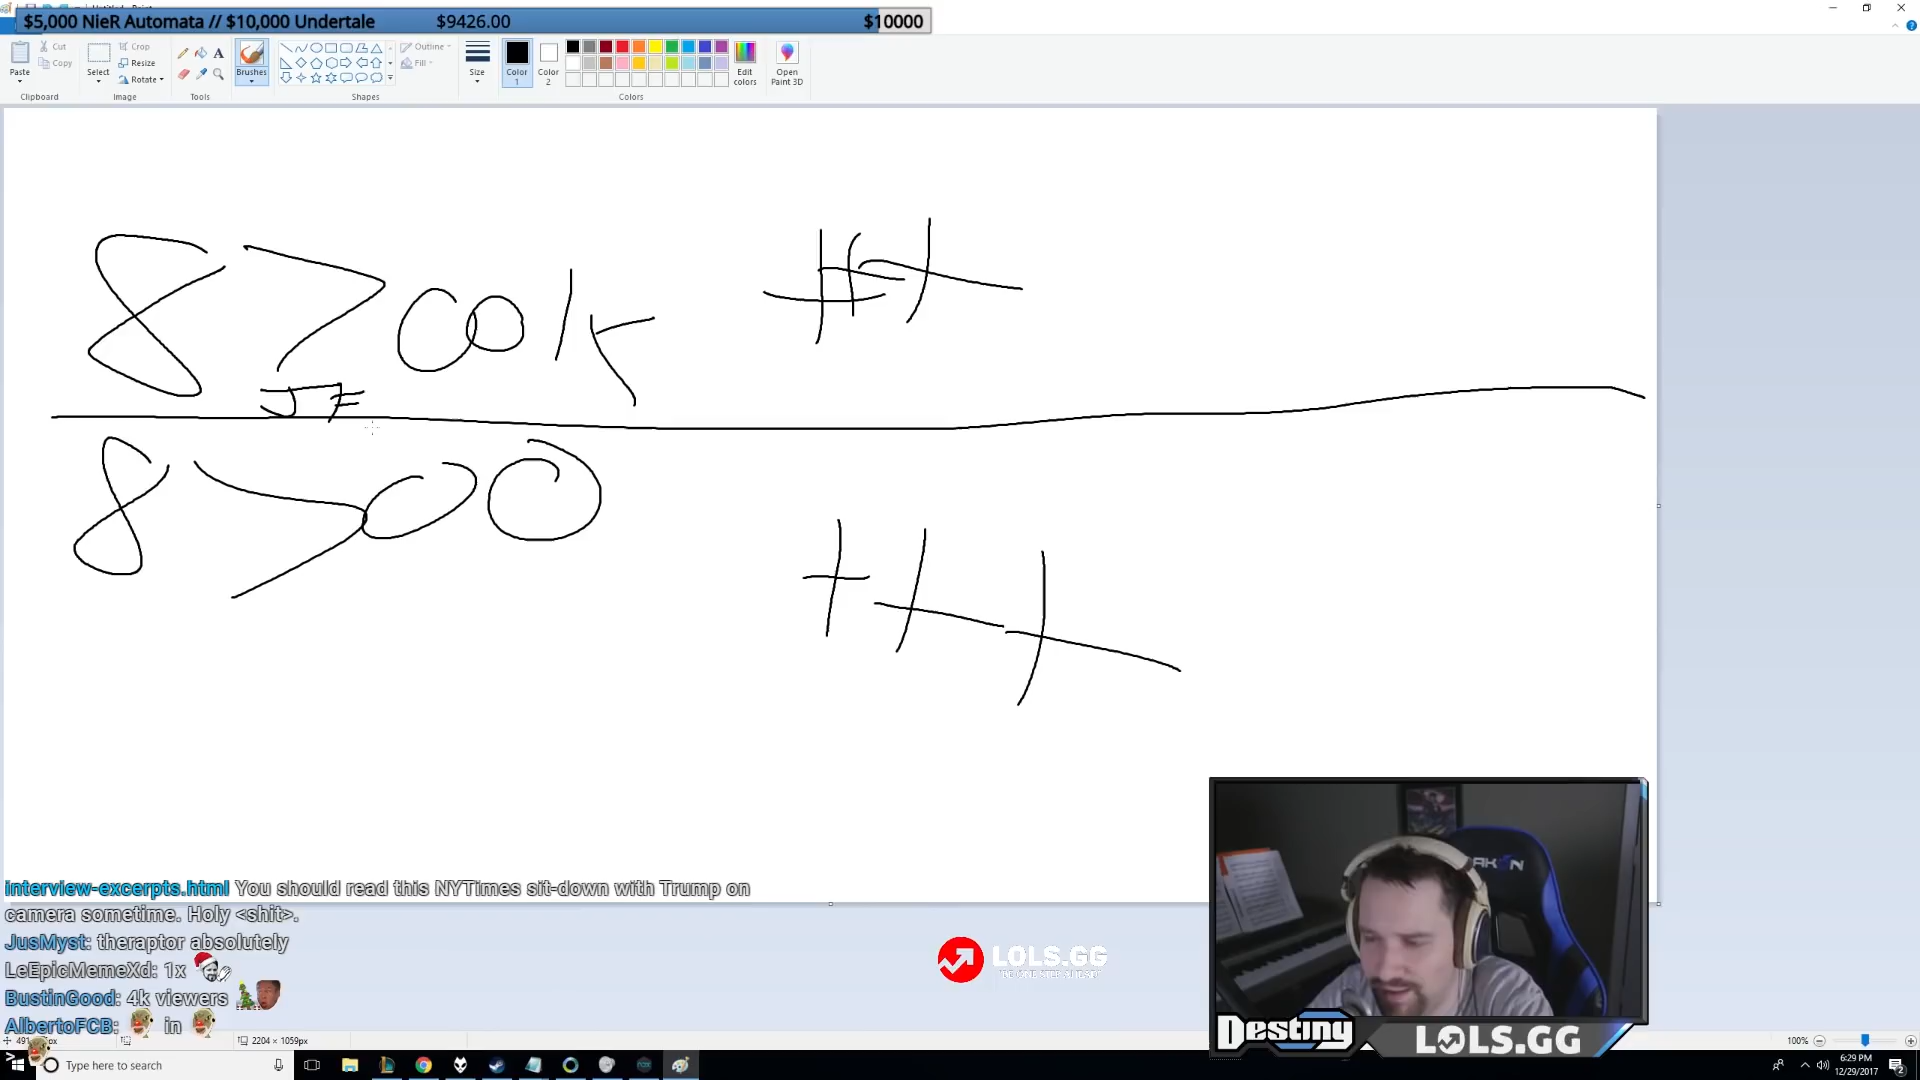 $5,000 NieR Automata // $10,000 Undertale $9426.00 $10000
Paste Cut Copy Clipboard
Select Crop Resize Rotate Image
A Tools
Brushes
Outline Fill Shapes
Size
Color 1 Color 2 Colors
Edit colors
Open Paint 3D
8700K
8700
interview-excerpts.html You should read this NYTimes sit-down with Trump on
camera sometime. Holy <shit>.
JusMyst: theraptor absolutely
LeEpicMemeXd: 1x
BustinGood: 4k viewers
AlbertoFCB: in
LOLS.GG
Destiny LOLS.GG
2204 × 1059px 100%
Type here to search
6:29 PM
12/29/2017